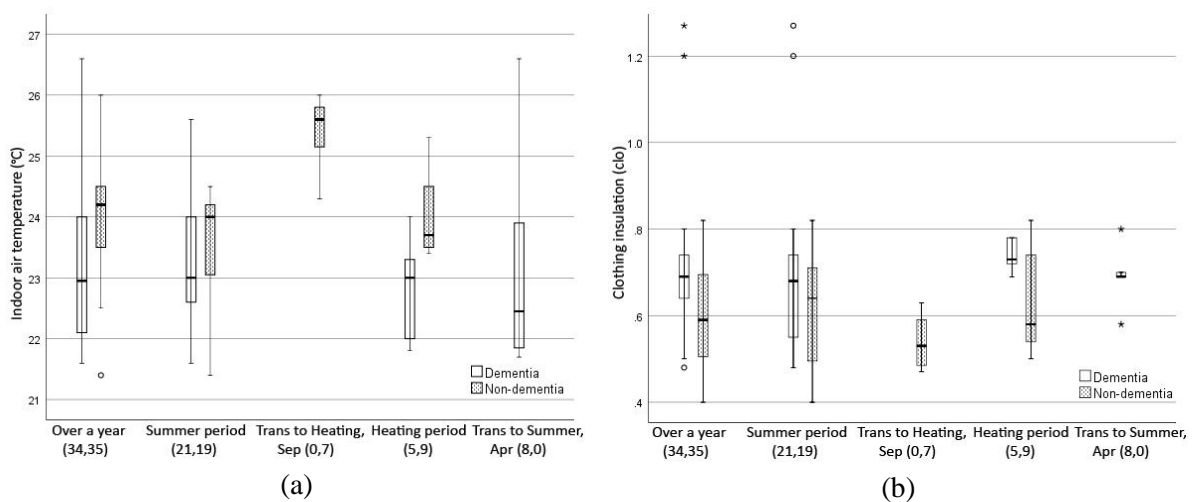 Indoor air temperature (°C)
27
26
25
24
23
22
21
Dementia
Non-dementia
Over a year
(34,35)
Summer period
(21,19)
Trans to Heating,
Sep (0,7)
Heating period
(5,9)
Trans to Summer,
Apr (8,0)
(a)
Clothing insulation (clo)
1.2
1.0
.8
.6
.4
Dementia
Non-dementia
Over a year
(34,35)
Summer period
(21,19)
Trans to Heating,
Sep (0,7)
Heating period
(5,9)
Trans to Summer,
Apr (8,0)
(b)